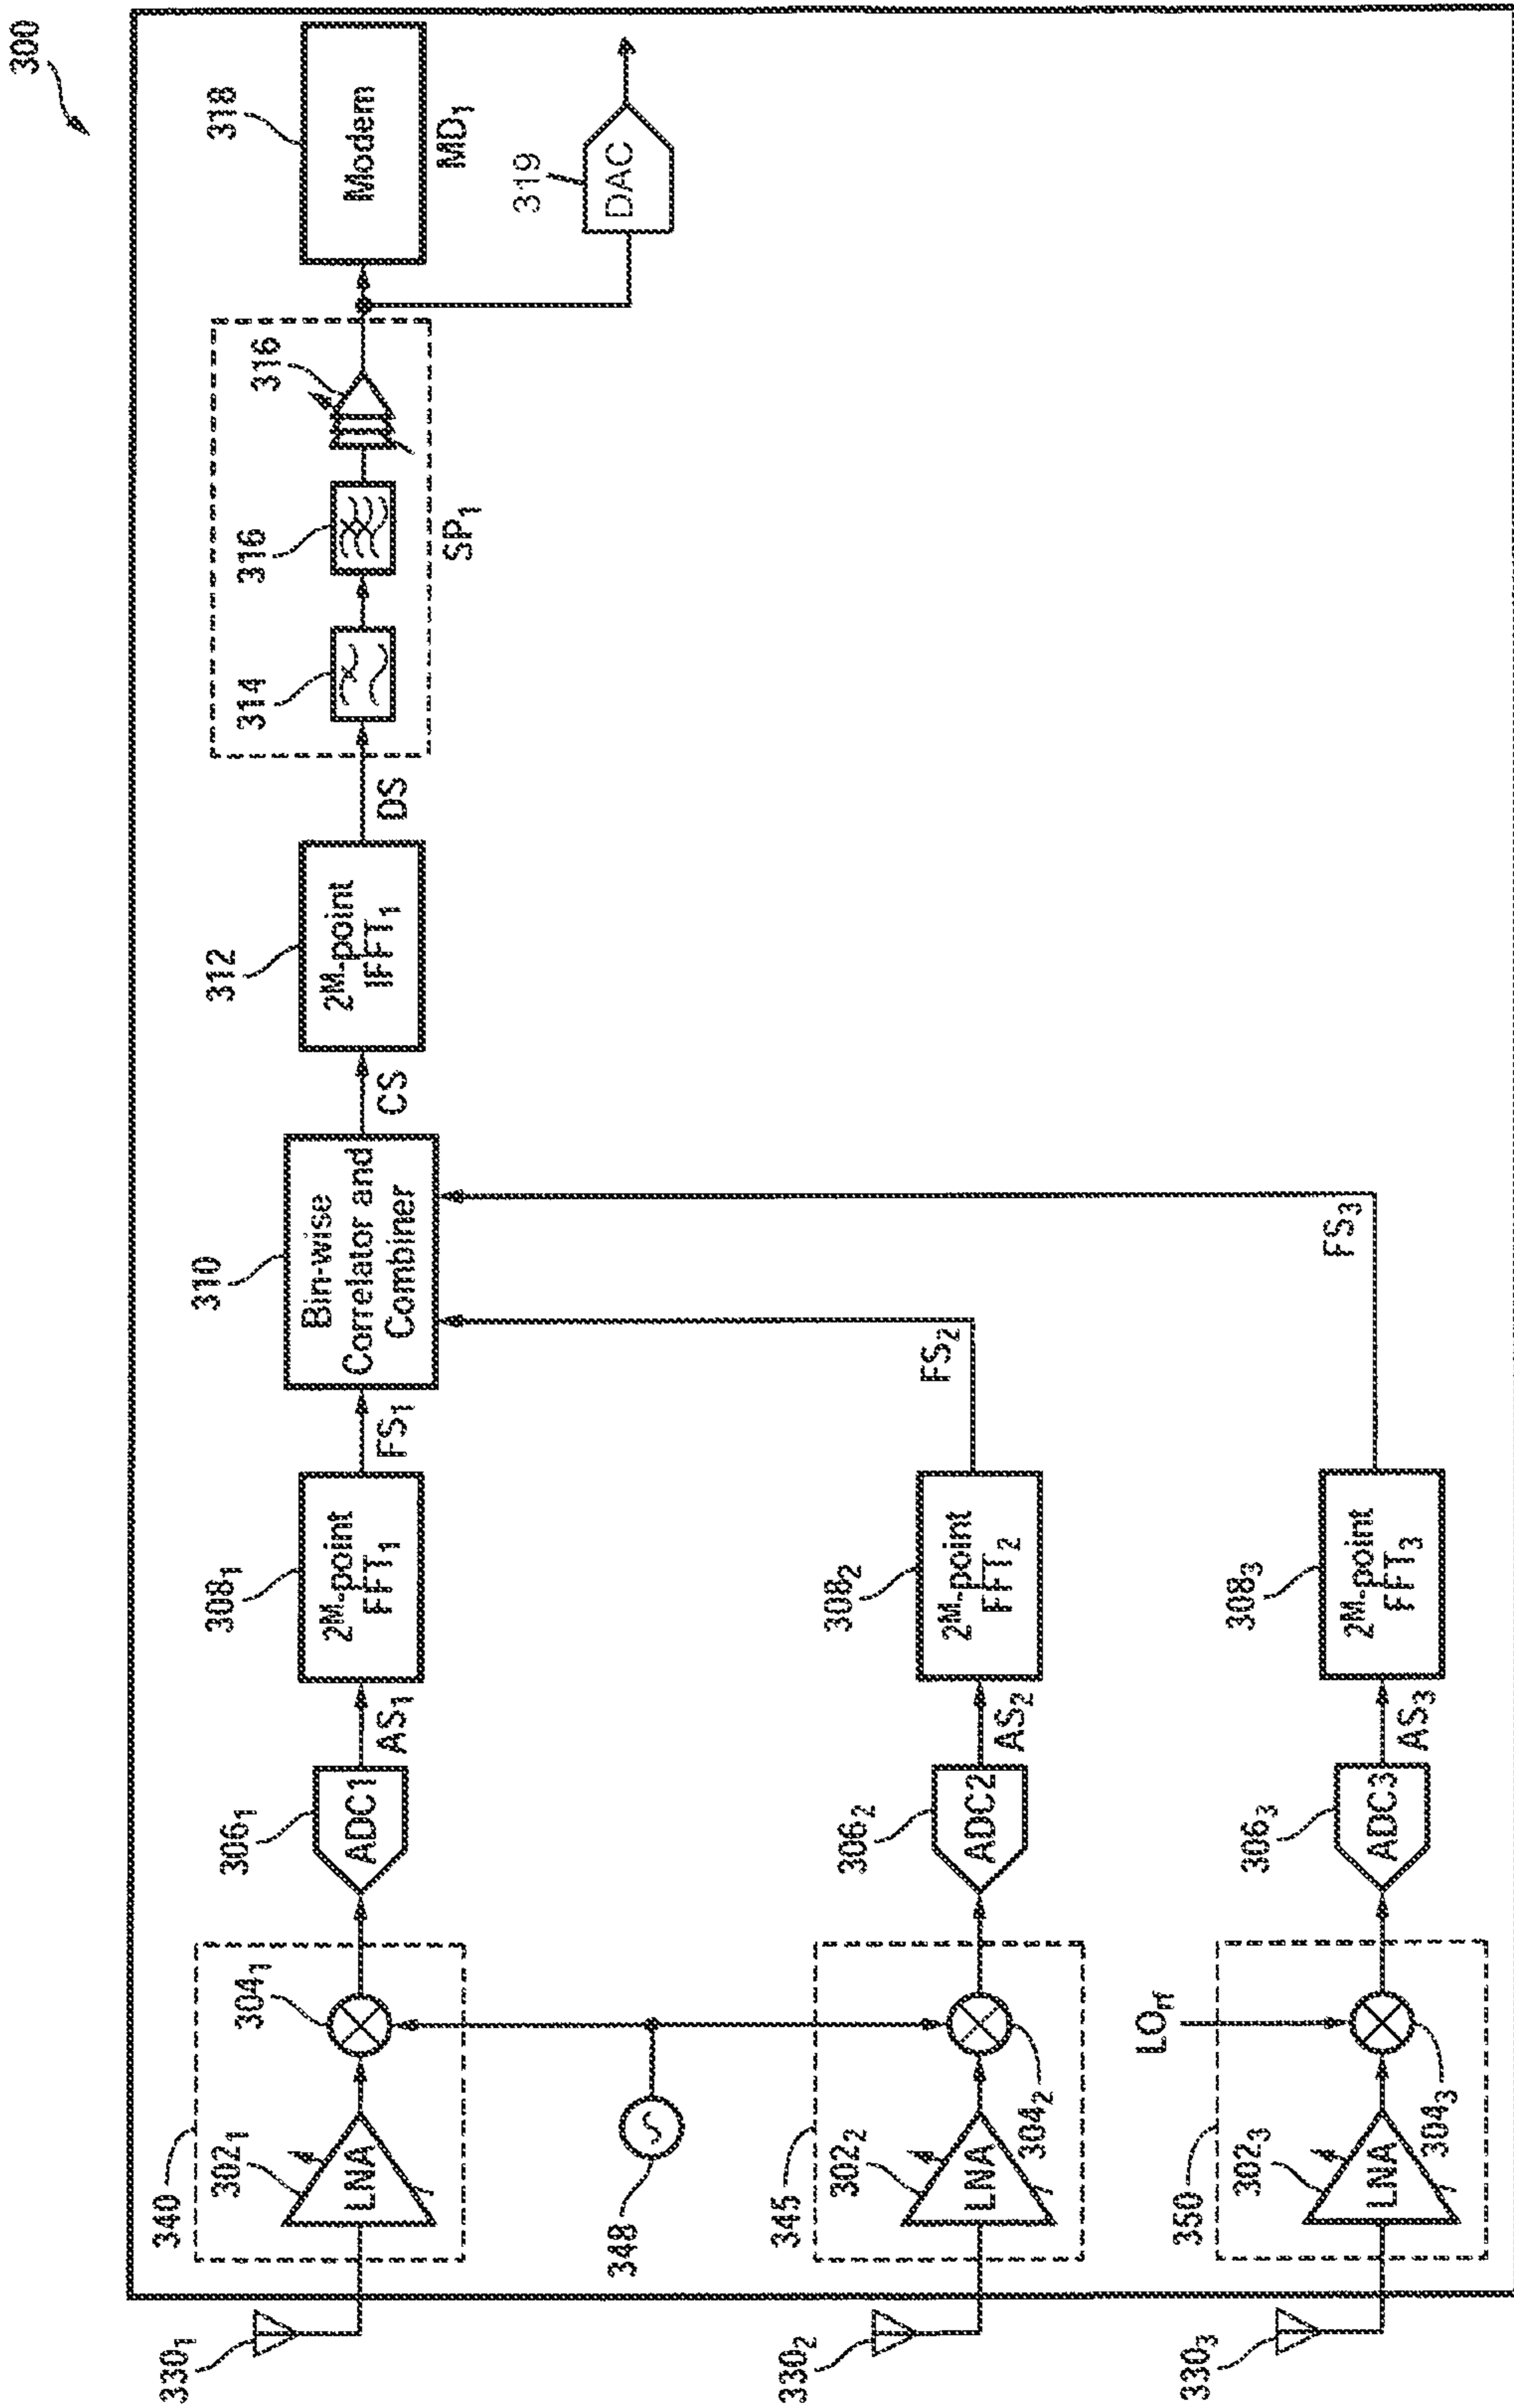 300
340
302₁
LNA
304₁
306₁
ADC1
AS₁
308₁
2ᴹ-point
FFT₁
FS₁
310
Bin-wise
Correlator and
Combiner
CS
312
2ᴹ-point
IFFT₁
DS
314
316
316
SP₁
318
Modem
MD₁
319
DAC
330₁
348
345
302₂
LNA
304₂
306₂
ADC2
AS₂
308₂
2ᴹ-point
FFT₂
FS₂
330₂
350
302₃
LNA
LOrf
304₃
306₃
ADC3
AS₃
308₃
2ᴹ-point
FFT₃
FS₃
330₃